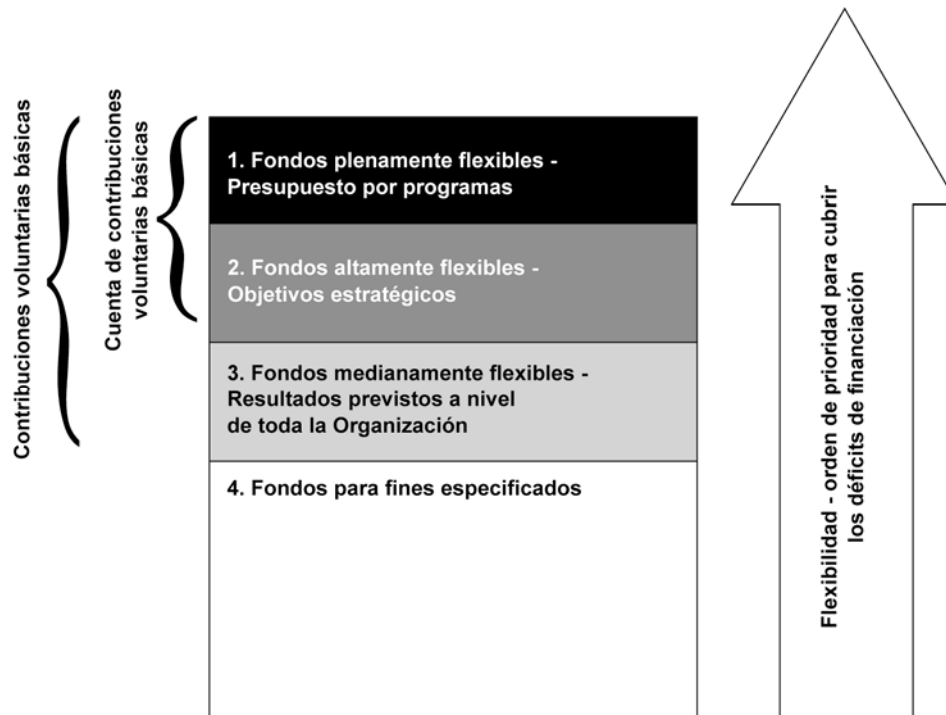 Contribuciones voluntarias básicas
Cuenta de contribuciones
voluntarias básicas
1. Fondos plenamente flexibles -
Presupuesto por programas
2. Fondos altamente flexibles -
Objetivos estratégicos
3. Fondos medianamente flexibles -
Resultados previstos a nivel
de toda la Organización
4. Fondos para fines especificados
Flexibilidad - orden de prioridad para cubrir
los déficits de financiación